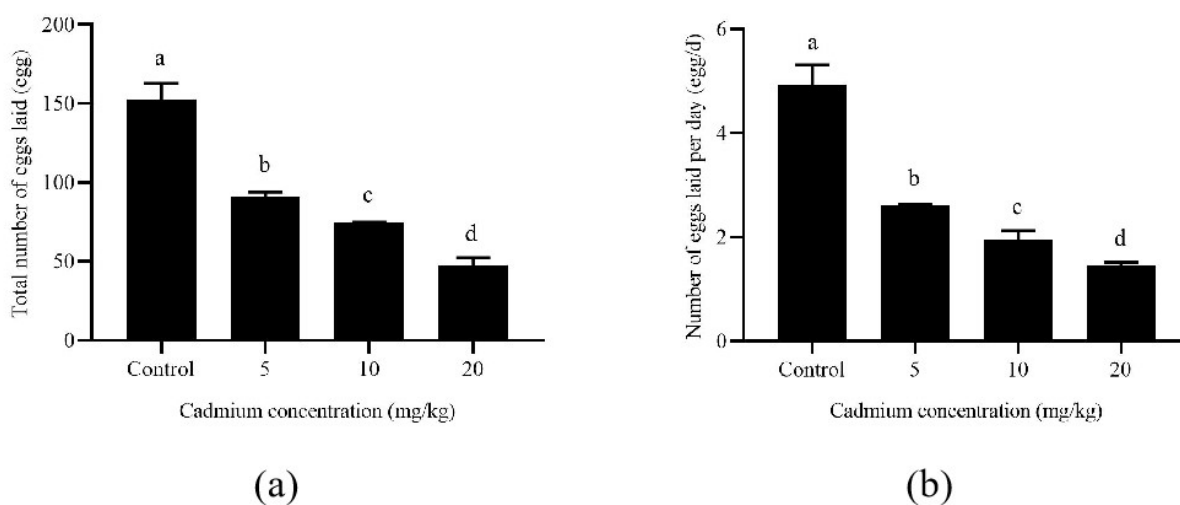 Total number of eggs laid (egg)
200
150
100
50
0
a
b
c
d
Control 5 10 20
Cadmium concentration (mg/kg)
(a)
Number of eggs laid per day (egg/d)
6
4
2
0
a
b
c
d
Control 5 10 20
Cadmium concentration (mg/kg)
(b)